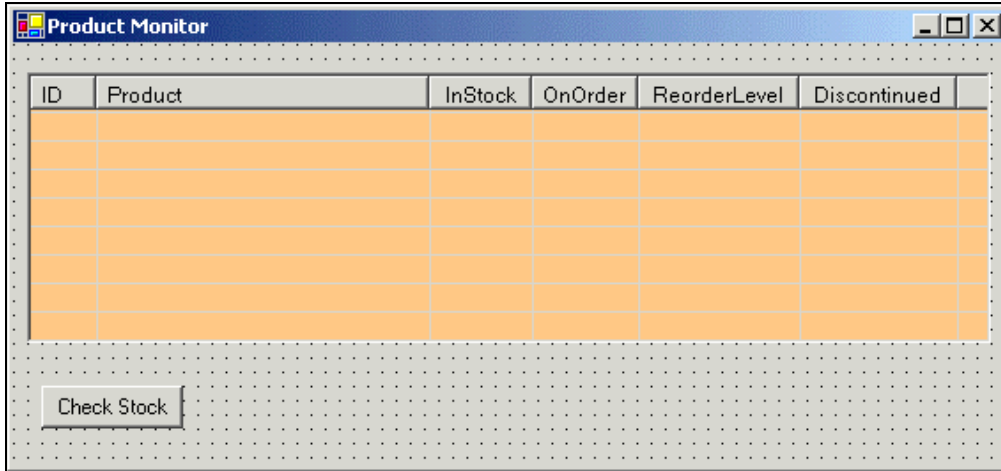 Product Monitor
ID Product InStock OnOrder ReorderLevel Discontinued
Check Stock